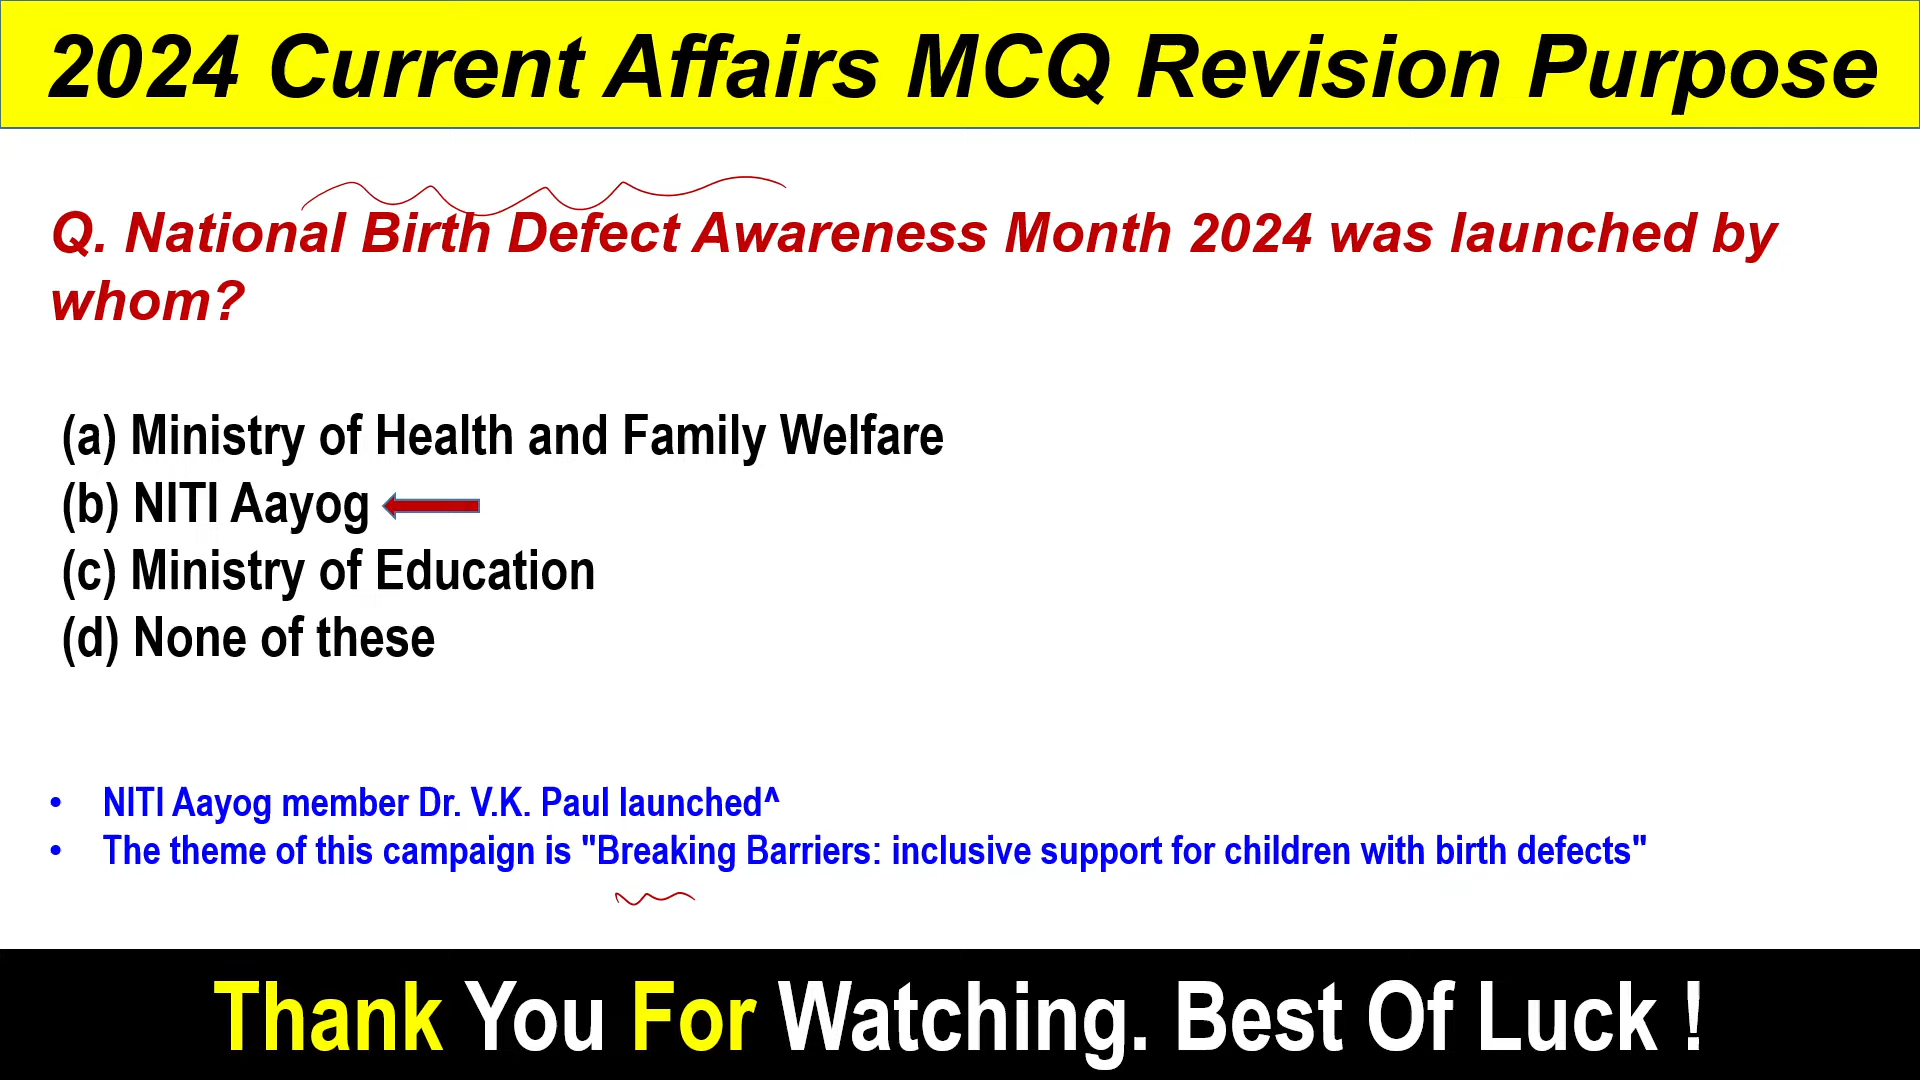 2024 Current Affairs MCQ Revision Purpose
Q. National Birth Defect Awareness Month 2024 was launched by
whom?
(a) Ministry of Health and Family Welfare
(b) NITI Aayog
(c) Ministry of Education
(d) None of these
• NITI Aayog member Dr. V.K. Paul launched^
• The theme of this campaign is "Breaking Barriers: inclusive support for children with birth defects"
Thank You For Watching. Best Of Luck !